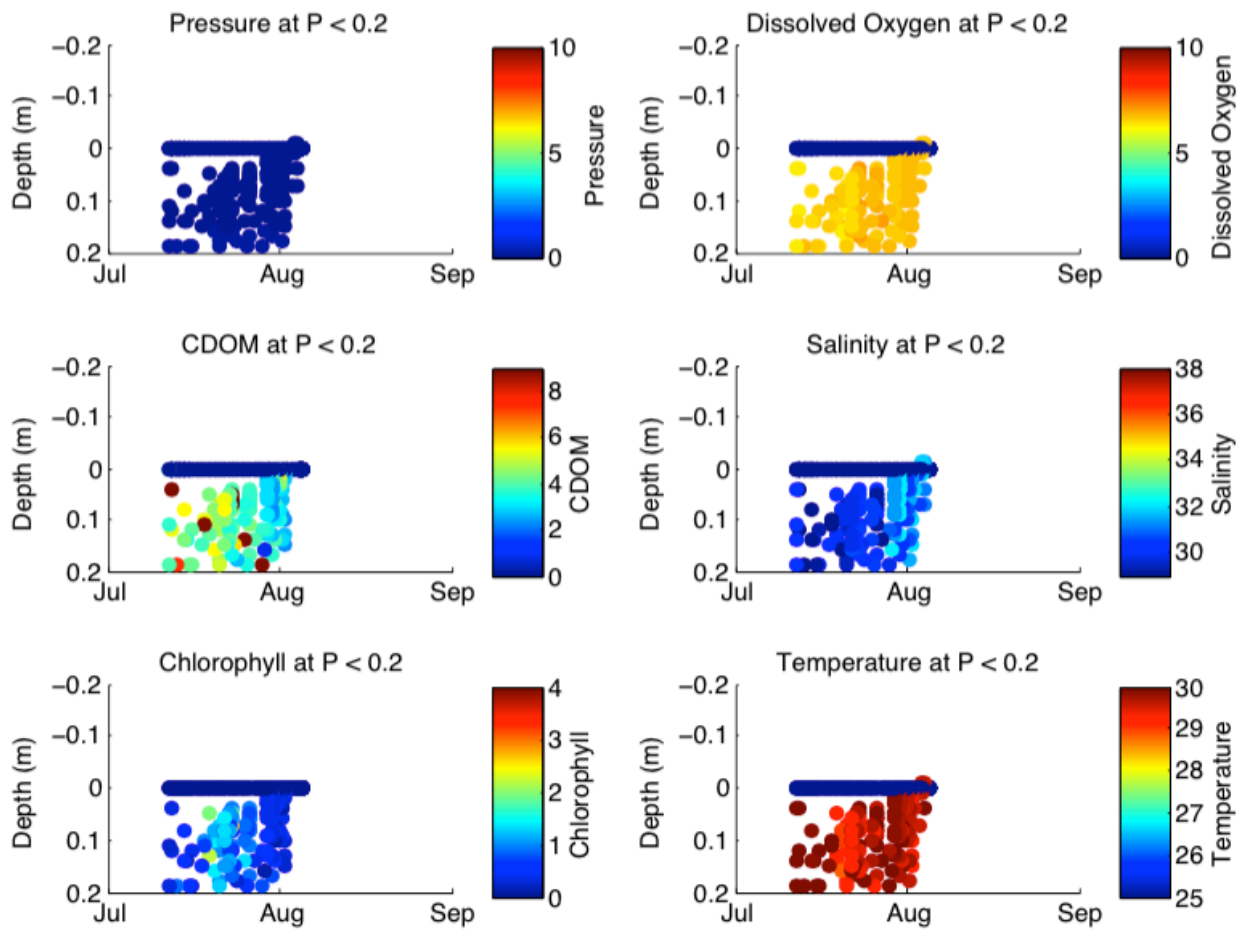 Pressure at P < 0.2
−0.2
−0.1
0
0.1
0.2
Depth (m)
Jul Aug Sep
10
5
0
Pressure
Dissolved Oxygen at P < 0.2
−0.2
−0.1
0
0.1
0.2
Depth (m)
Jul Aug Sep
10
5
0
Dissolved Oxygen
CDOM at P < 0.2
−0.2
−0.1
0
0.1
0.2
Depth (m)
Jul Aug Sep
8
6
4
2
0
CDOM
Salinity at P < 0.2
−0.2
−0.1
0
0.1
0.2
Depth (m)
Jul Aug Sep
38
36
34
32
30
Salinity
Chlorophyll at P < 0.2
−0.2
−0.1
0
0.1
0.2
Depth (m)
Jul Aug Sep
4
3
2
1
0
Chlorophyll
Temperature at P < 0.2
−0.2
−0.1
0
0.1
0.2
Depth (m)
Jul Aug Sep
30
29
28
27
26
25
Temperature